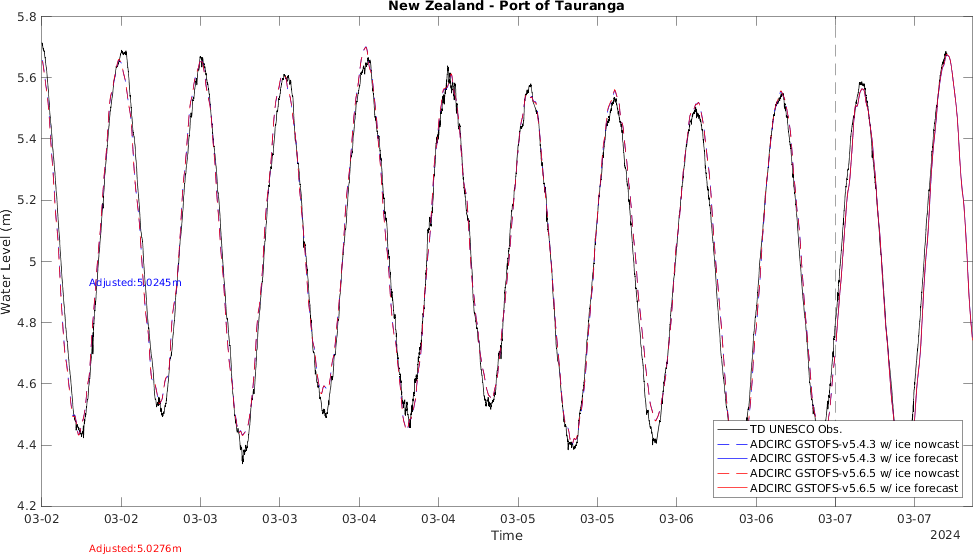 New Zealand - Port of Tauranga
5.8
5.6
5.4
5.2
5
4.8
4.6
4.4
4.2
Water Level (m)
Adjusted:5.0245m
TD UNESCO Obs.
ADCIRC GSTOFS-v5.4.3 w/ ice nowcast
ADCIRC GSTOFS-v5.4.3 w/ ice forecast
ADCIRC GSTOFS-v5.6.5 w/ ice nowcast
ADCIRC GSTOFS-v5.6.5 w/ ice forecast
03-02 03-02 03-03 03-03 03-04 03-04 03-05 03-05 03-06 03-06 03-07 03-07
Time
2024
Adjusted:5.0276m